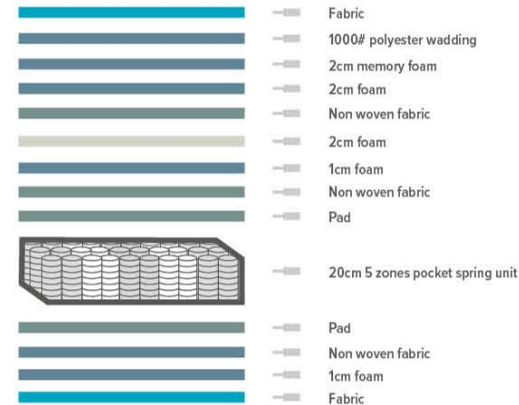 Fabric
1000# polyester wadding
2cm memory foam
2cm foam
Non woven fabric
2cm foam
1cm foam
Non woven fabric
Pad
20cm 5 zones pocket spring unit
Pad
Non woven fabric
1cm foam
Fabric